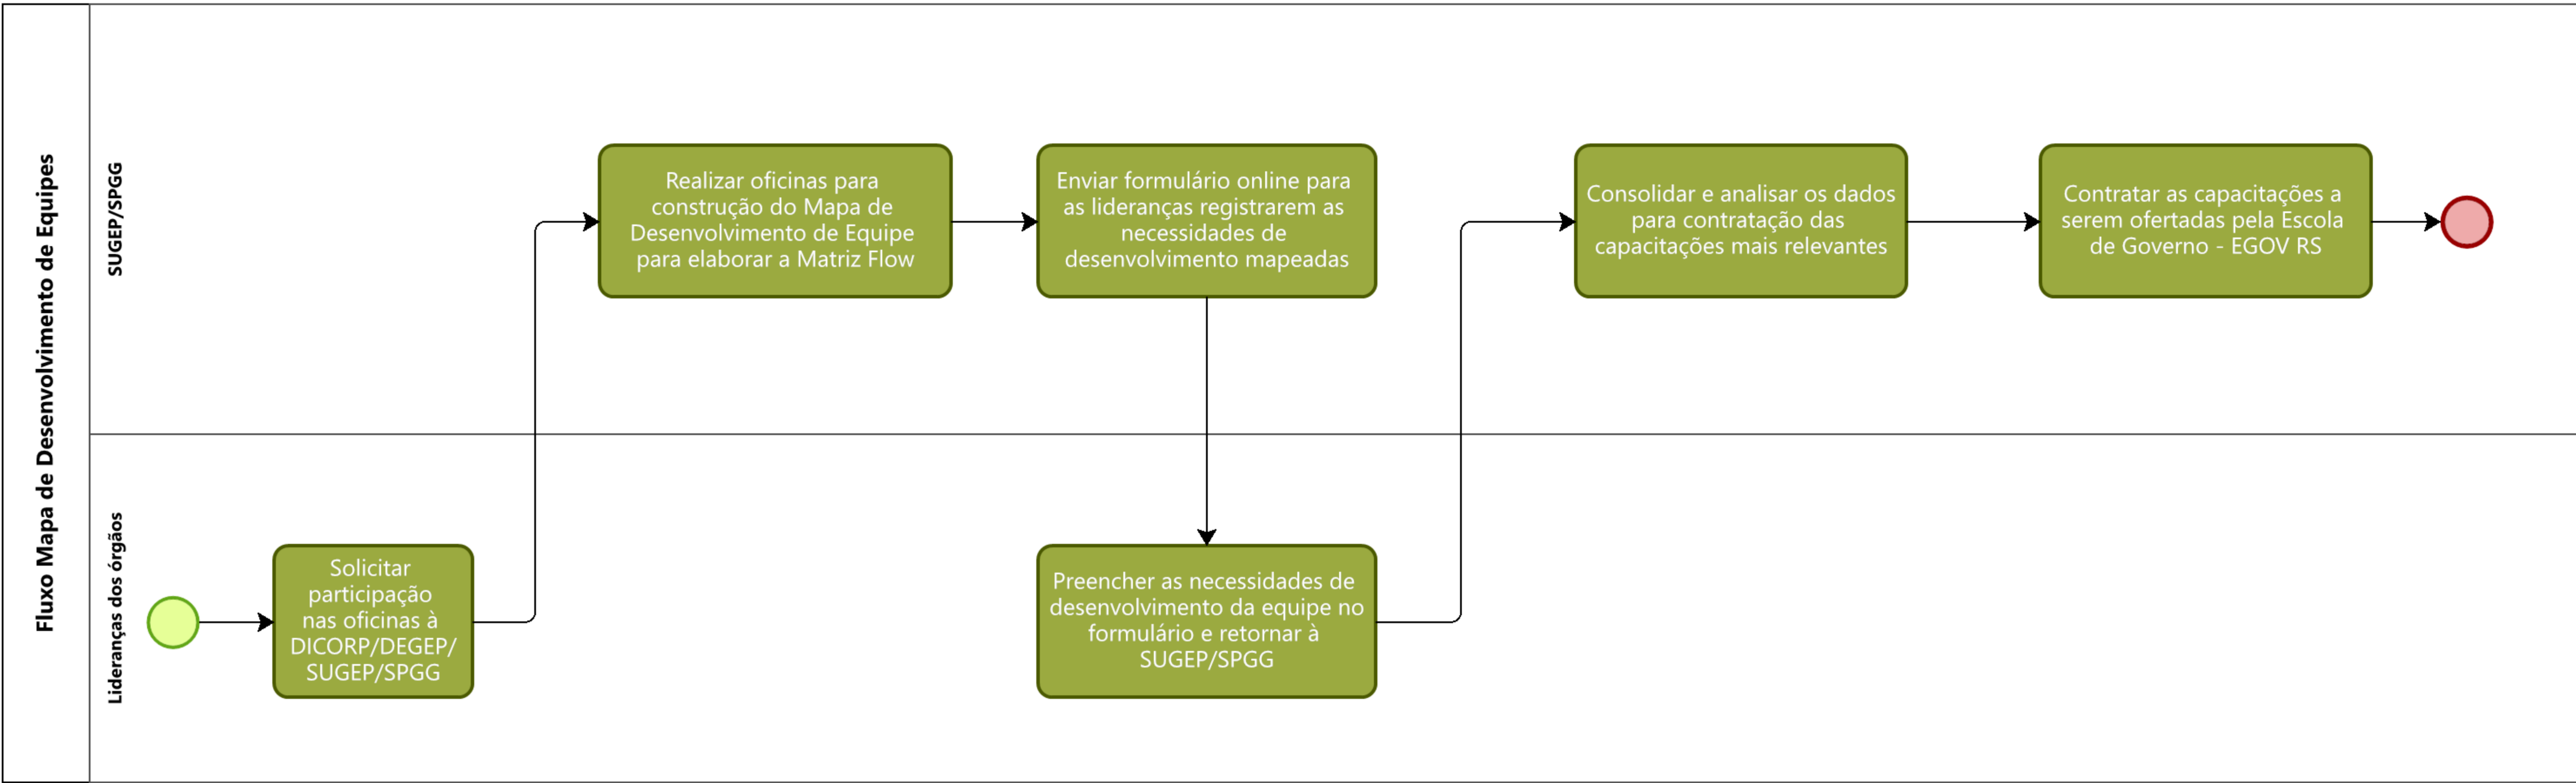 Fluxo Mapa de Desenvolvimento de Equipes
SUGEP/SPGG
Realizar oficinas para
construção do Mapa de
Desenvolvimento de Equipe
para elaborar a Matriz Flow
Enviar formulário online para
as lideranças registrarem as
necessidades de
desenvolvimento mapeadas
Consolidar e analisar os dados
para contratação das
capacitações mais relevantes
Contratar as capacitações a
serem ofertadas pela Escola
de Governo - EGOV RS
Lideranças dos órgãos
Solicitar
participação
nas oficinas à
DICORP/DEGEP/
SUGEP/SPGG
Preencher as necessidades de
desenvolvimento da equipe no
formulário e retornar à
SUGEP/SPGG